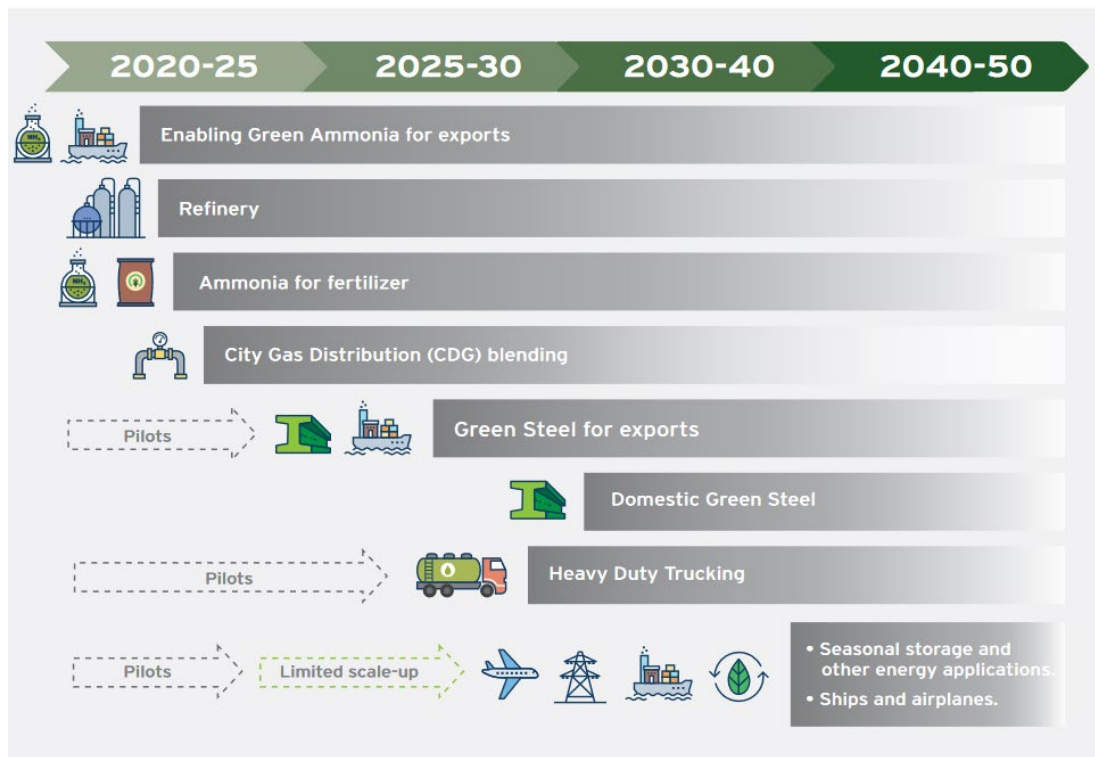 2020-25 2025-30 2030-40 2040-50
Enabling Green Ammonia for exports
Refinery
NH₃
Ammonia for fertilizer
City Gas Distribution (CDG) blending
Pilots
Green Steel for exports
Domestic Green Steel
Pilots
Heavy Duty Trucking
Pilots
Limited scale-up
• Seasonal storage and
other energy applications.
• Ships and airplanes.